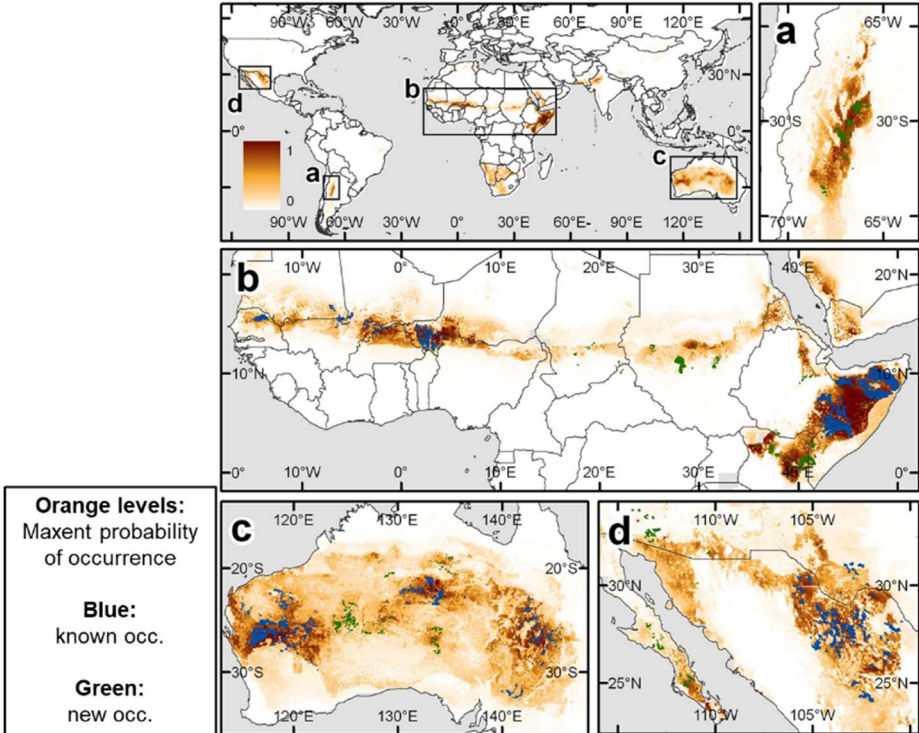 90°W 60°W 30°W 0° 30°E 60°E 90°E 120°E
a
65°W
b
30°N
d
1
0°
c
0
30°S
a
90°W 60°W 30°W 0° 30°E 60°E 90°E 120°E
70°W 65°W
b
10°W 0° 10°E 20°E 30°E 40°E 20°N
10°N 10°N
0° 10°W 0° 10°E 20°E 30°E 40°E 0°
Orange levels:
Maxent probability
of occurrence
Blue:
known occ.
Green:
new occ.
c
120°E 130°E 140°E
20°S
30°S 30°S
120°E 130°E 140°E
d
110°W 105°W
30°N 30°N
25°N 25°N
110°W 105°W